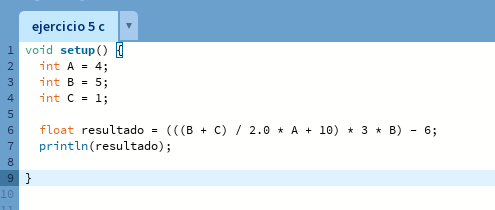 ejercicio 5 c ▼
1 void setup() {
2 int A = 4;
3 int B = 5;
4 int C = 1;
5
6 float resultado = (((B + C) / 2.0 * A + 10) * 3 * B) - 6;
7 println(resultado);
8
9 }
10
11